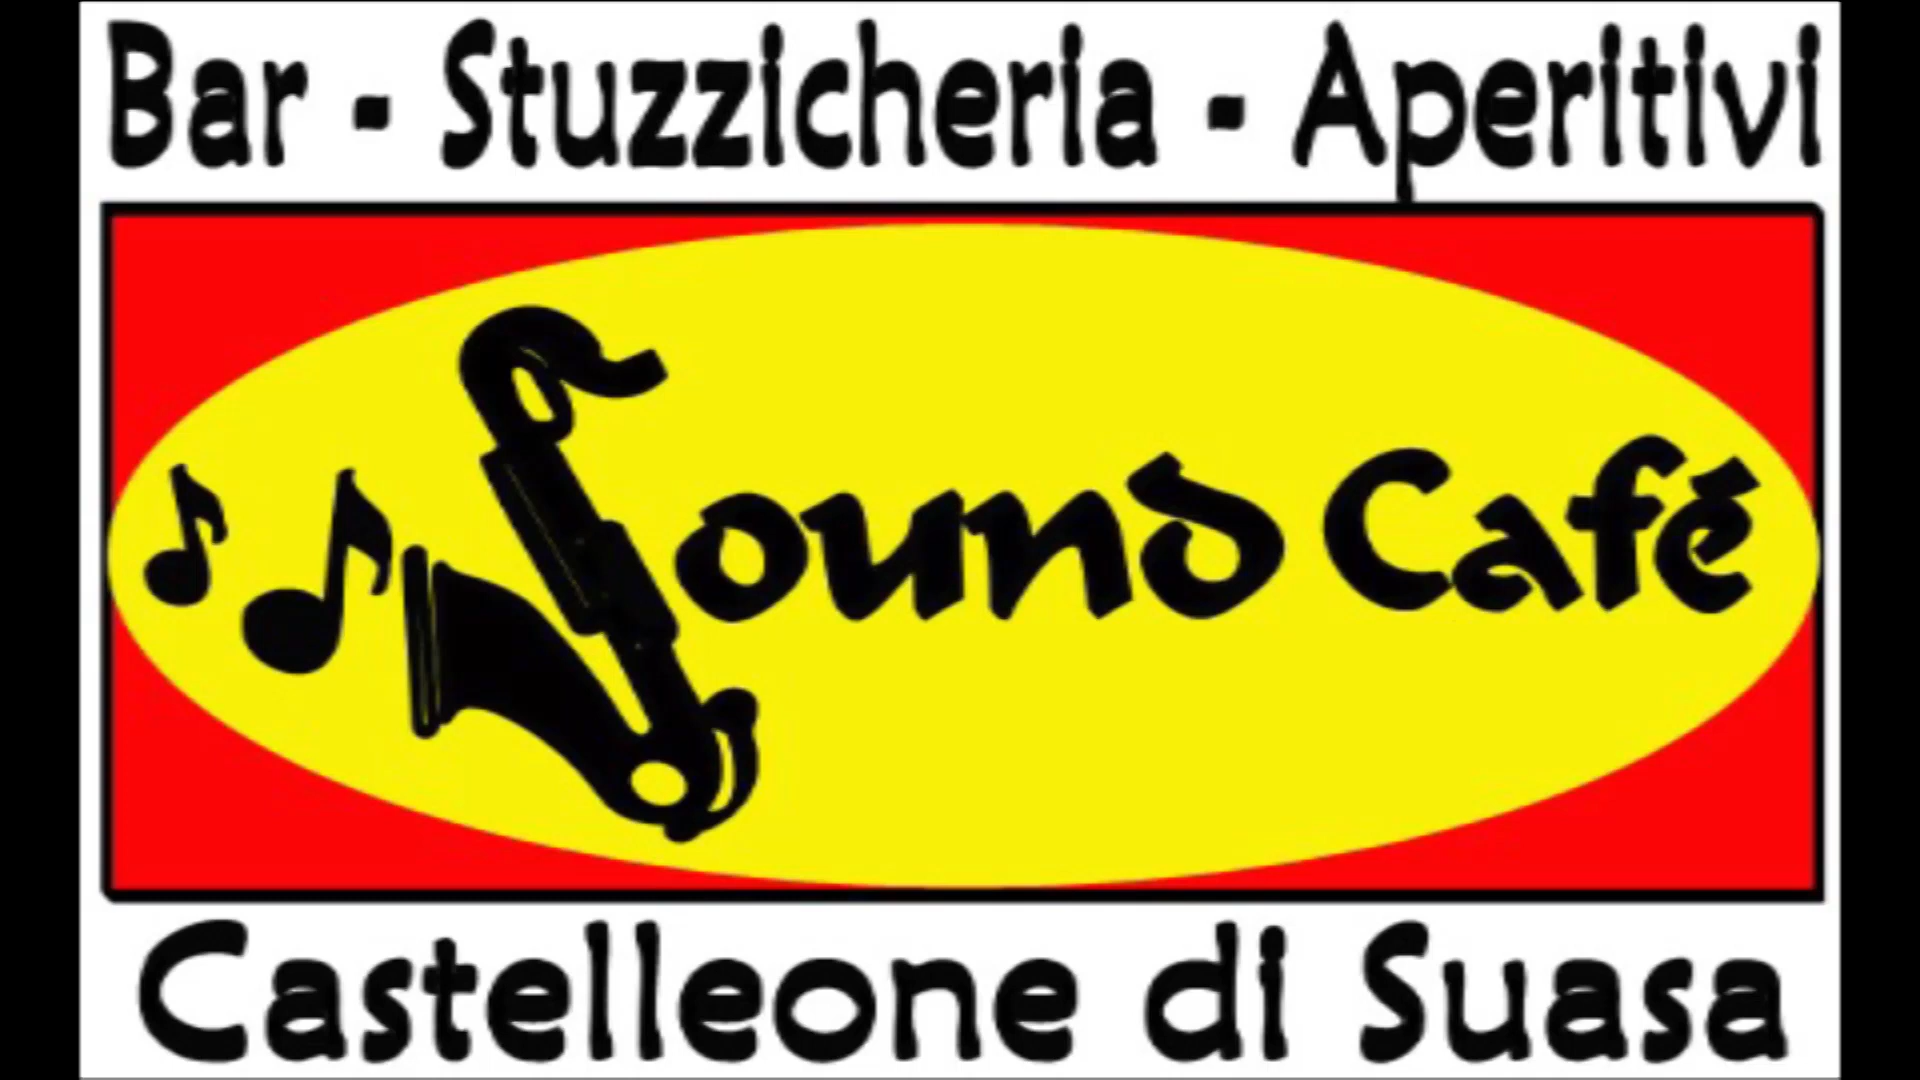 Bar - Stuzzicheria - Aperitivi
Sound Café
Castelleone di Suasa